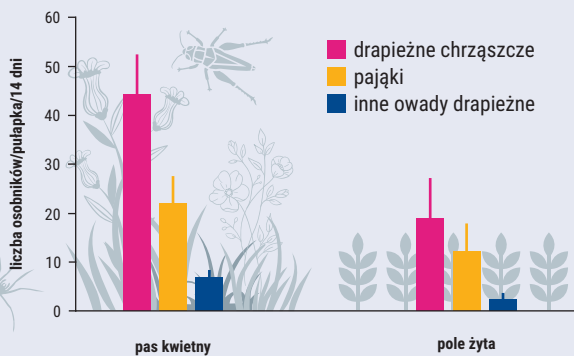 60
50
40
30
20
10
0
liczba osobników/pułapka/14 dni
drapieżne chrząszcze
pająki
inne owady drapieżne
pas kwietny
pole żyta